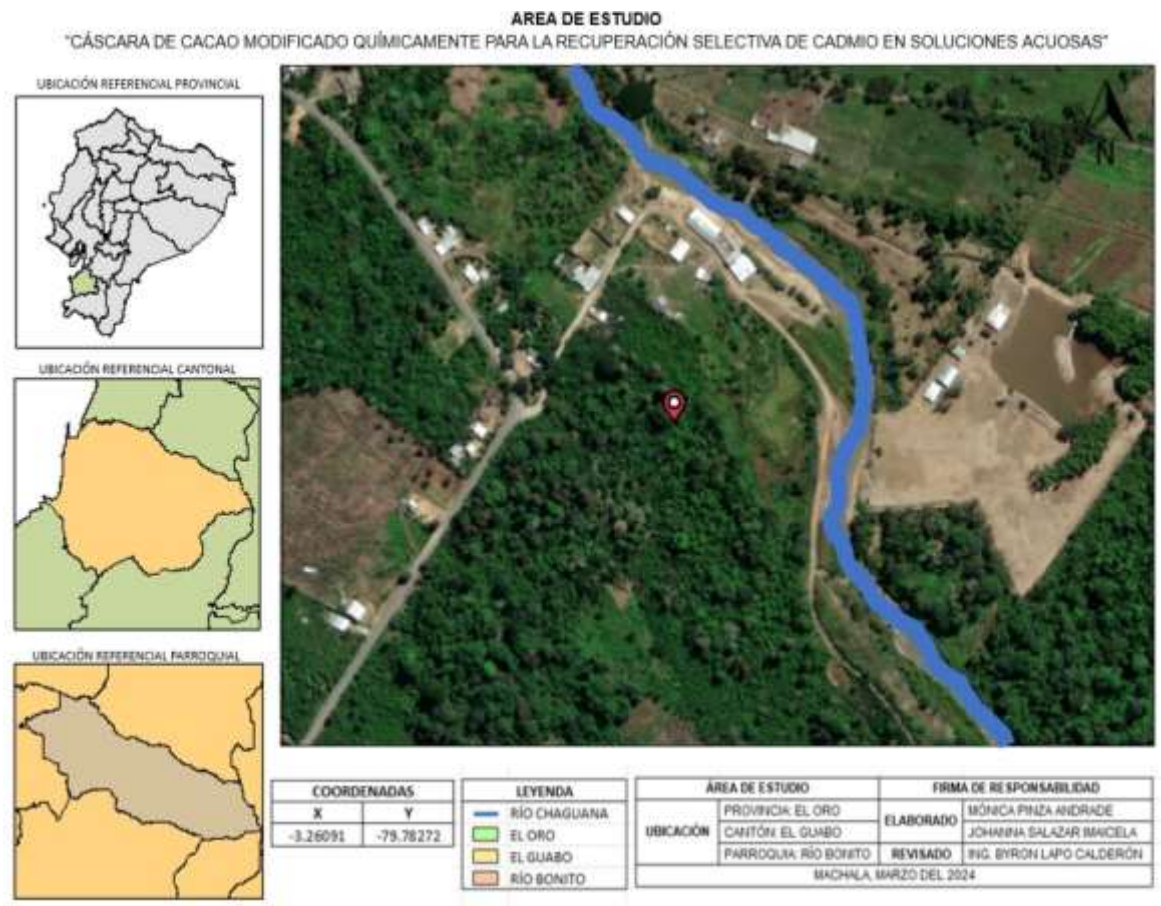 AREA DE ESTUDIO
"CÁSCARA DE CACAO MODIFICADO QUÍMICAMENTE PARA LA RECUPERACIÓN SELECTIVA DE CADMIO EN SOLUCIONES ACUOSAS"
UBICACIÓN REFERENCIAL PROVINCIAL
N
UBICACIÓN REFERENCIAL CANTONAL
UBICACIÓN REFERENCIAL PARROQUIAL
COORDENADAS
X Y
-3.26091 -79.78272
LEYENDA
RÍO CHAGUANA
EL ORO
EL GUABO
RÍO BONITO
ÁREA DE ESTUDIO
UBICACIÓN
PROVINCIA: EL ORO
CANTÓN: EL GUABO
PARROQUIA: RÍO BONITO
FIRMA DE RESPONSABILIDAD
ELABORADO
MÓNICA PINZA ANDRADE
JOHANNA SALAZAR IMAICELA
REVISADO ING. BYRON LAPO CALDERÓN
MACHALA, MARZO DEL 2024